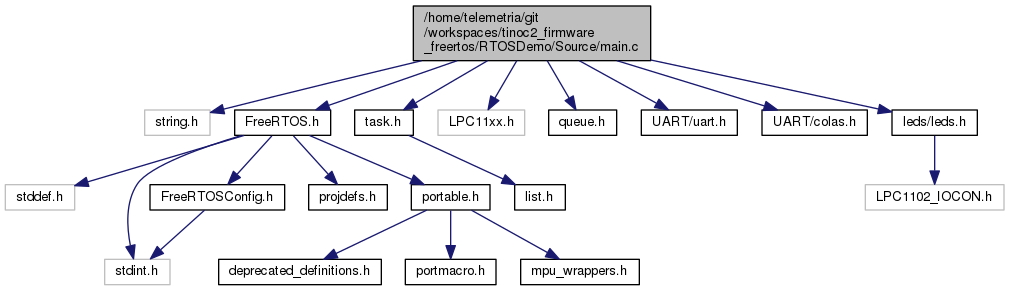 /home/telemetria/git
/workspaces/tinoc2_firmware
_freertos/RTOSDemo/Source/main.c
string.h
FreeRTOS.h
task.h
LPC11xx.h
queue.h
UART/uart.h
UART/colas.h
leds/leds.h
stddef.h
FreeRTOSConfig.h
projdefs.h
portable.h
list.h
LPC1102_IOCON.h
stdint.h
deprecated_definitions.h
portmacro.h
mpu_wrappers.h